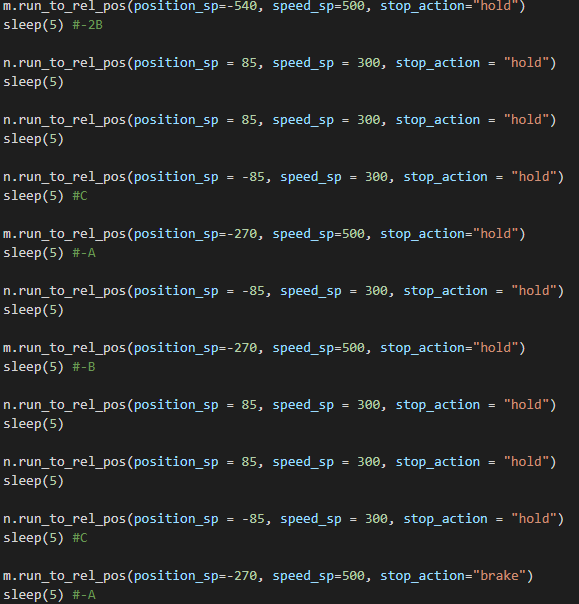 m.run_to_rel_pos(position_sp=-540, speed_sp=500, stop_action="hold")
sleep(5) #-2B
n.run_to_rel_pos(position_sp = 85, speed_sp = 300, stop_action = "hold")
sleep(5)
n.run_to_rel_pos(position_sp = 85, speed_sp = 300, stop_action = "hold")
sleep(5)
n.run_to_rel_pos(position_sp = -85, speed_sp = 300, stop_action = "hold")
sleep(5) #C
m.run_to_rel_pos(position_sp=-270, speed_sp=500, stop_action="hold")
sleep(5) #-A
n.run_to_rel_pos(position_sp = -85, speed_sp = 300, stop_action = "hold")
sleep(5)
m.run_to_rel_pos(position_sp=-270, speed_sp=500, stop_action="hold")
sleep(5) #-B
n.run_to_rel_pos(position_sp = 85, speed_sp = 300, stop_action = "hold")
sleep(5)
n.run_to_rel_pos(position_sp = 85, speed_sp = 300, stop_action = "hold")
sleep(5)
n.run_to_rel_pos(position_sp = -85, speed_sp = 300, stop_action = "hold")
sleep(5) #C
m.run_to_rel_pos(position_sp=-270, speed_sp=500, stop_action="brake")
sleep(5) #-A